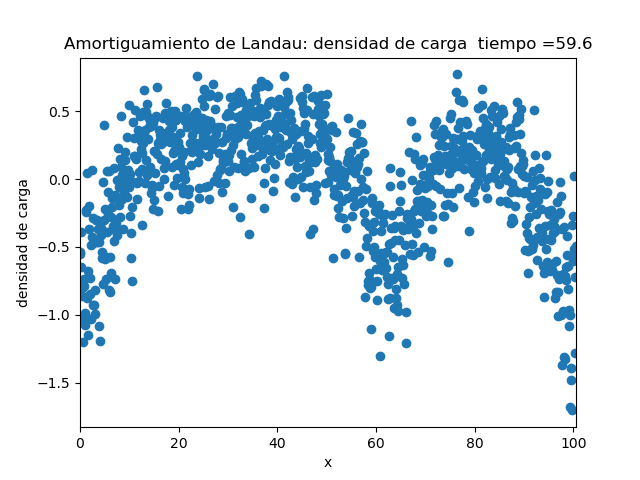 Amortiguamiento de Landau: densidad de carga  tiempo =59.6
densidad de carga
0.5
0.0
−0.5
−1.0
−1.5
0 20 40 60 80 100
x